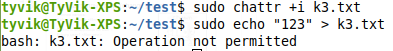 tyvik@TyVik-XPS:~/test$ sudo chattr +i k3.txt
tyvik@TyVik-XPS:~/test$ sudo echo "123" > k3.txt
bash: k3.txt: Operation not permitted